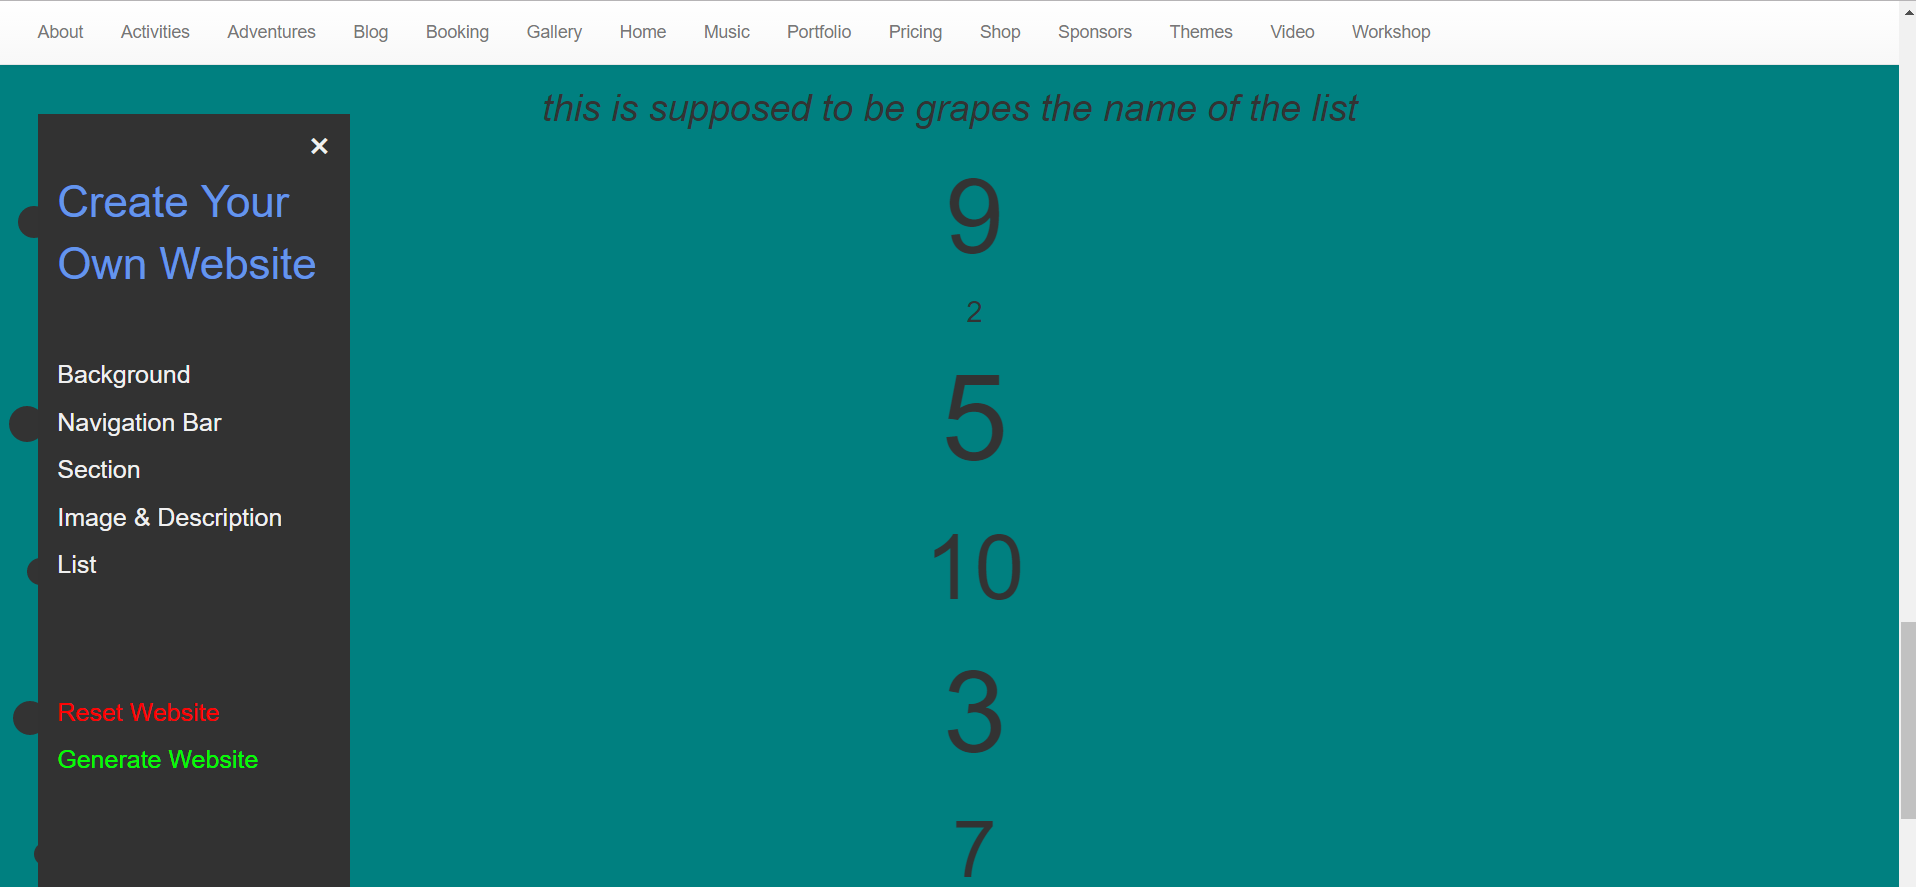 About Activities Adventures Blog Booking Gallery Home Music Portfolio Pricing Shop Sponsors Themes Video Workshop
this is supposed to be grapes the name of the list
×
Create Your
Own Website
Background
Navigation Bar
Section
Image & Description
List
Reset Website
Generate Website
9
2
5
10
3
7